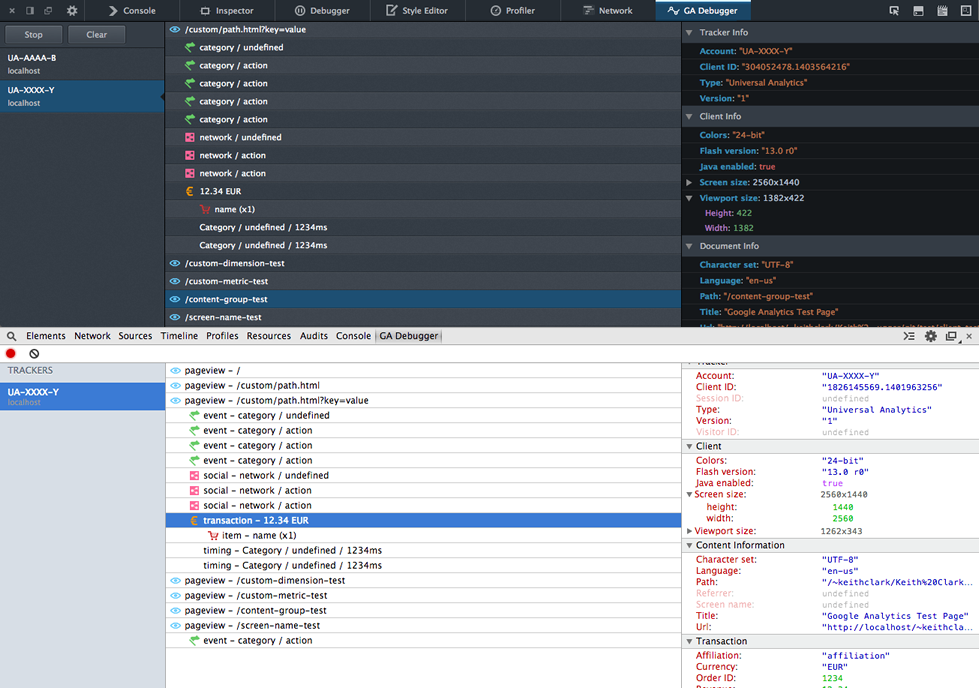 Console Inspector Debugger Style Editor Profiler Network GA Debugger
Stop Clear
UA-AAAA-B
localhost
UA-XXXX-Y
localhost
/custom/path.html?key=value
category / undefined
category / action
category / action
category / action
category / action
network / undefined
network / action
network / action
€ 12.34 EUR
name (x1)
Category / undefined / 1234ms
Category / undefined / 1234ms
/custom-dimension-test
/custom-metric-test
/content-group-test
/screen-name-test
Tracker Info
Account: "UA-XXXX-Y"
Client ID: "304052478.1403564216"
Type: "Universal Analytics"
Version: "1"
Client Info
Colors: "24-bit"
Flash version: "13.0 r0"
Java enabled: true
Screen size: 2560x1440
Viewport size: 1382x422
Height: 422
Width: 1382
Document Info
Character set: "UTF-8"
Language: "en-us"
Path: "/content-group-test"
Title: "Google Analytics Test Page"
Elements Network Sources Timeline Profiles Resources Audits Console GA Debugger
TRACKERS
UA-XXXX-Y
localhost
pageview – /
pageview – /custom/path.html
pageview – /custom/path.html?key=value
event – category / undefined
event – category / action
event – category / action
event – category / action
social – network / undefined
social – network / action
social – network / action
€ transaction – 12.34 EUR
item – name (x1)
timing – Category / undefined / 1234ms
timing – Category / undefined / 1234ms
pageview – /custom-dimension-test
pageview – /custom-metric-test
pageview – /content-group-test
pageview – /screen-name-test
event – category / action
Tracker
Account: "UA-XXXX-Y"
Client ID: "1826145569.1401963256"
Session ID: undefined
Type: "Universal Analytics"
Version: "1"
Visitor ID: undefined
Client
Colors: "24-bit"
Flash version: "13.0 r0"
Java enabled: true
Screen size: 2560x1440
height: 1440
width: 2560
Viewport size: 1262x343
Content Information
Character set: "UTF-8"
Language: "en-us"
Path: "/~keithclark/Keith%20Clark...
Referrer: undefined
Screen name: undefined
Title: "Google Analytics Test Page"
Url: "http://localhost/~keithcla...
Transaction
Affiliation: "affiliation"
Currency: "EUR"
Order ID: 1234